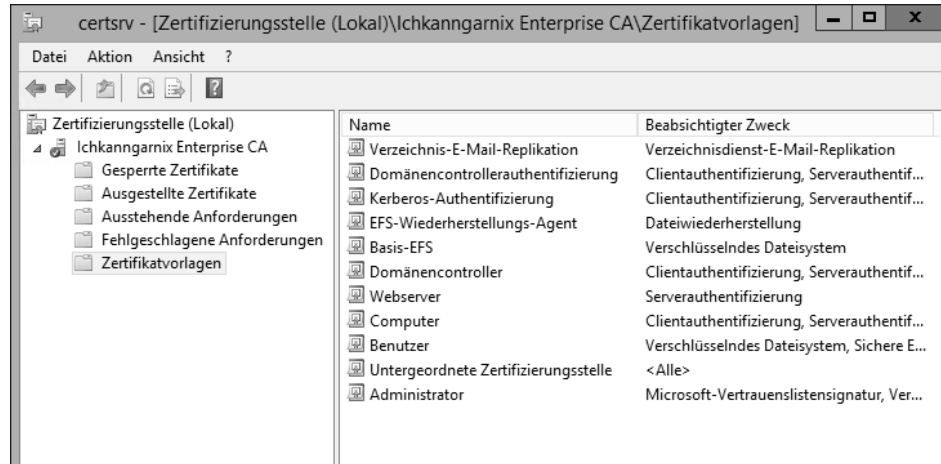 certsrv - [Zertifizierungsstelle (Lokal)\Ichkanngarnix Enterprise CA\Zertifikatvorlagen]
Datei Aktion Ansicht ?
Zertifizierungsstelle (Lokal)
Ichkanngarnix Enterprise CA
Gesperrte Zertifikate
Ausgestellte Zertifikate
Ausstehende Anforderungen
Fehlgeschlagene Anforderungen
Zertifikatvorlagen
Name Beabsichtigter Zweck
Verzeichnis-E-Mail-Replikation Verzeichnisdienst-E-Mail-Replikation
Domänencontrollerauthentifizierung Clientauthentifizierung, Serverauthentif...
Kerberos-Authentifizierung Clientauthentifizierung, Serverauthentif...
EFS-Wiederherstellungs-Agent Dateiwiederherstellung
Basis-EFS Verschlüsselndes Dateisystem
Domänencontroller Clientauthentifizierung, Serverauthentif...
Webserver Serverauthentifizierung
Computer Clientauthentifizierung, Serverauthentif...
Benutzer Verschlüsselndes Dateisystem, Sichere E...
Untergeordnete Zertifizierungsstelle <Alle>
Administrator Microsoft-Vertrauenslistensignatur, Ver...